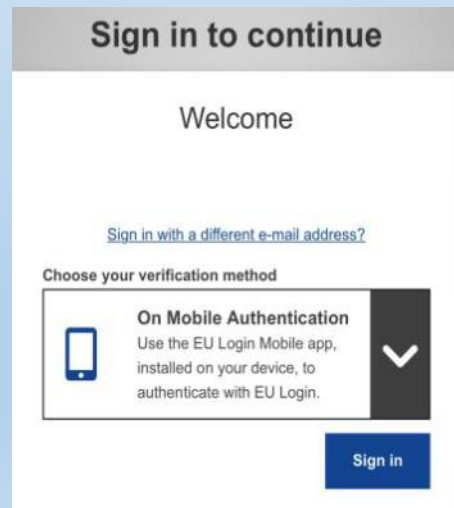 Sign in to continue
Welcome
Sign in with a different e-mail address?
Choose your verification method
On Mobile Authentication
Use the EU Login Mobile app,
installed on your device, to
authenticate with EU Login.
Sign in